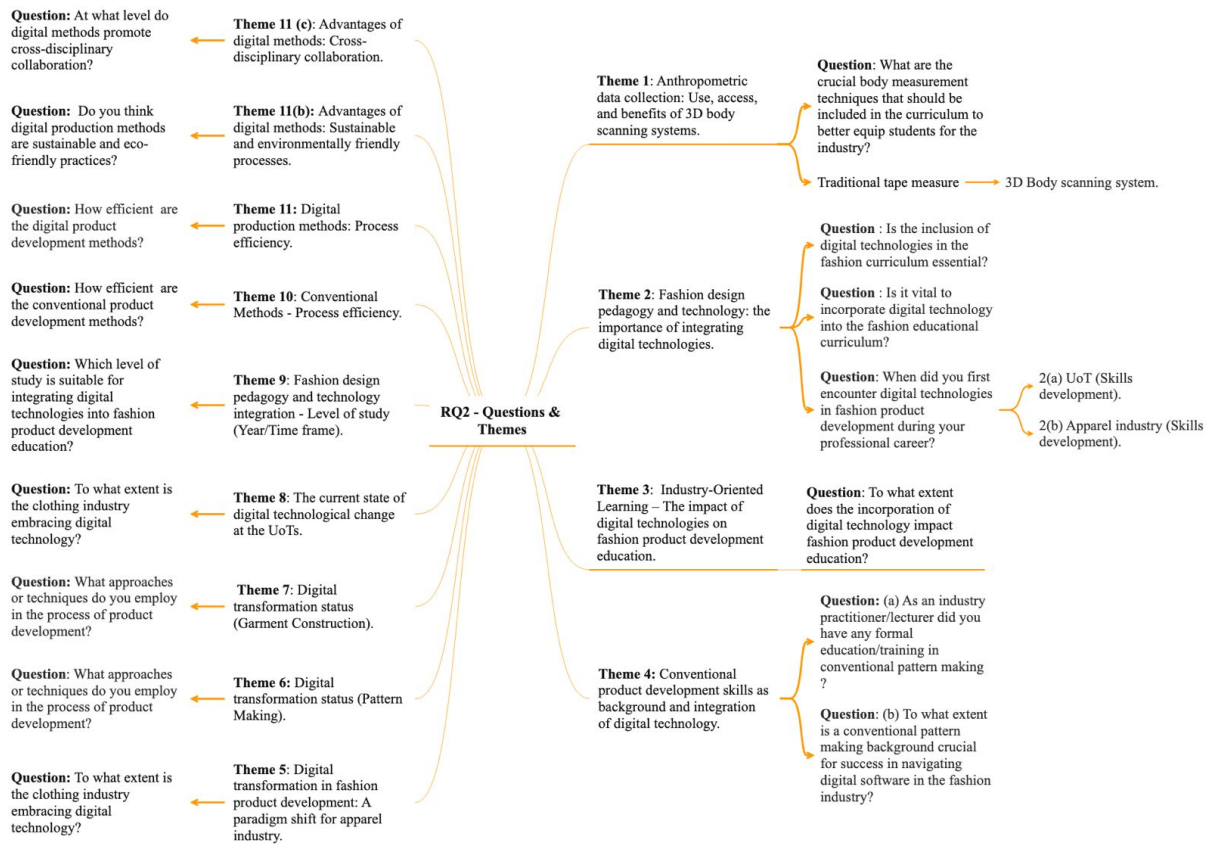 Question: At what level do
digital methods promote
cross-disciplinary
collaboration?
Theme 11 (c): Advantages of
digital methods: Cross-
disciplinary collaboration.
Question:  Do you think
digital production methods
are sustainable and eco-
friendly practices?
Theme 11(b): Advantages of
digital methods: Sustainable
and environmentally friendly
processes.
Question: How efficient  are
the digital product
development methods?
Theme 11: Digital
production methods: Process
efficiency.
Question: How efficient  are
the conventional product
development methods?
Theme 10: Conventional
Methods - Process efficiency.
Question: Which level of
study is suitable for
integrating digital
technologies into fashion
product development
education?
Theme 9: Fashion design
pedagogy and technology
integration - Level of study
(Year/Time frame).
Question: To what extent is
the clothing industry
embracing digital
technology?
Theme 8: The current state of
digital technological change
at the UoTs.
Question: What approaches
or techniques do you employ
in the process of product
development?
Theme 7: Digital
transformation status
(Garment Construction).
Question: What approaches
or techniques do you employ
in the process of product
development?
Theme 6: Digital
transformation status (Pattern
Making).
Question: To what extent is
the clothing industry
embracing digital
technology?
Theme 5: Digital
transformation in fashion
product development: A
paradigm shift for apparel
industry.
RQ2 - Questions &
Themes
Theme 1: Anthropometric
data collection: Use, access,
and benefits of 3D body
scanning systems.
Question: What are the
crucial body measurement
techniques that should be
included in the curriculum to
better equip students for the
industry?
Traditional tape measure
3D Body scanning system.
Theme 2: Fashion design
pedagogy and technology: the
importance of integrating
digital technologies.
Question : Is the inclusion of
digital technologies in the
fashion curriculum essential?
Question : Is it vital to
incorporate digital technology
into the fashion educational
curriculum?
Question: When did you first
encounter digital technologies
in fashion product
development during your
professional career?
2(a) UoT (Skills
development).
2(b) Apparel industry (Skills
development).
Theme 3:  Industry-Oriented
Learning – The impact of
digital technologies on
fashion product development
education.
Question: To what extent
does the incorporation of
digital technology impact
fashion product development
education?
Theme 4: Conventional
product development skills as
background and integration
of digital technology.
Question: (a) As an industry
practitioner/lecturer did you
have any formal
education/training in
conventional pattern making
?
Question: (b) To what extent
is a conventional pattern
making background crucial
for success in navigating
digital software in the fashion
industry?